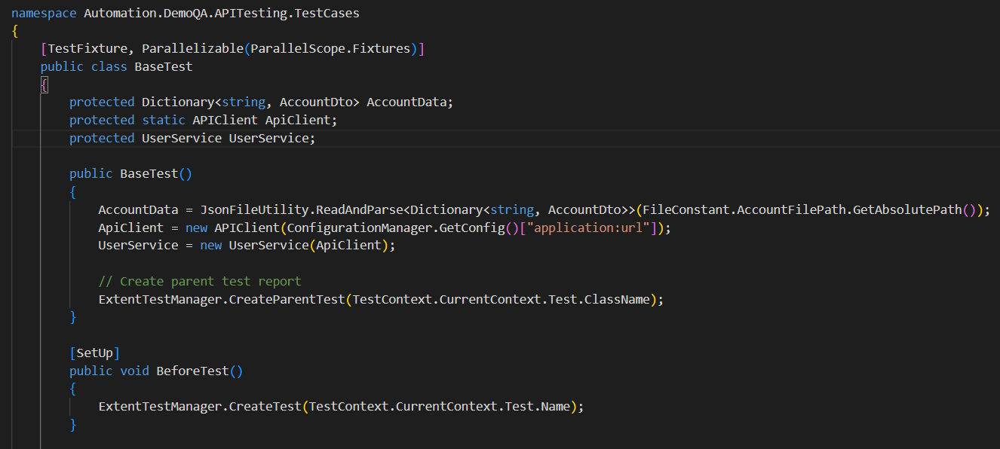 namespace Automation.DemoQA.APITesting.TestCases
{
    [TestFixture, Parallelizable(ParallelScope.Fixtures)]
    public class BaseTest
    {
        protected Dictionary<string, AccountDto> AccountData;
        protected static APIClient ApiClient;
        protected UserService UserService;

        public BaseTest()
        {
            AccountData = JsonFileUtility.ReadAndParse<Dictionary<string, AccountDto>>(FileConstant.AccountFilePath.GetAbsolutePath());
            ApiClient = new APIClient(ConfigurationManager.GetConfig()["application:url"]);
            UserService = new UserService(ApiClient);

            // Create parent test report
            ExtentTestManager.CreateParentTest(TestContext.CurrentContext.Test.ClassName);
        }

        [SetUp]
        public void BeforeTest()
        {
            ExtentTestManager.CreateTest(TestContext.CurrentContext.Test.Name);
        }